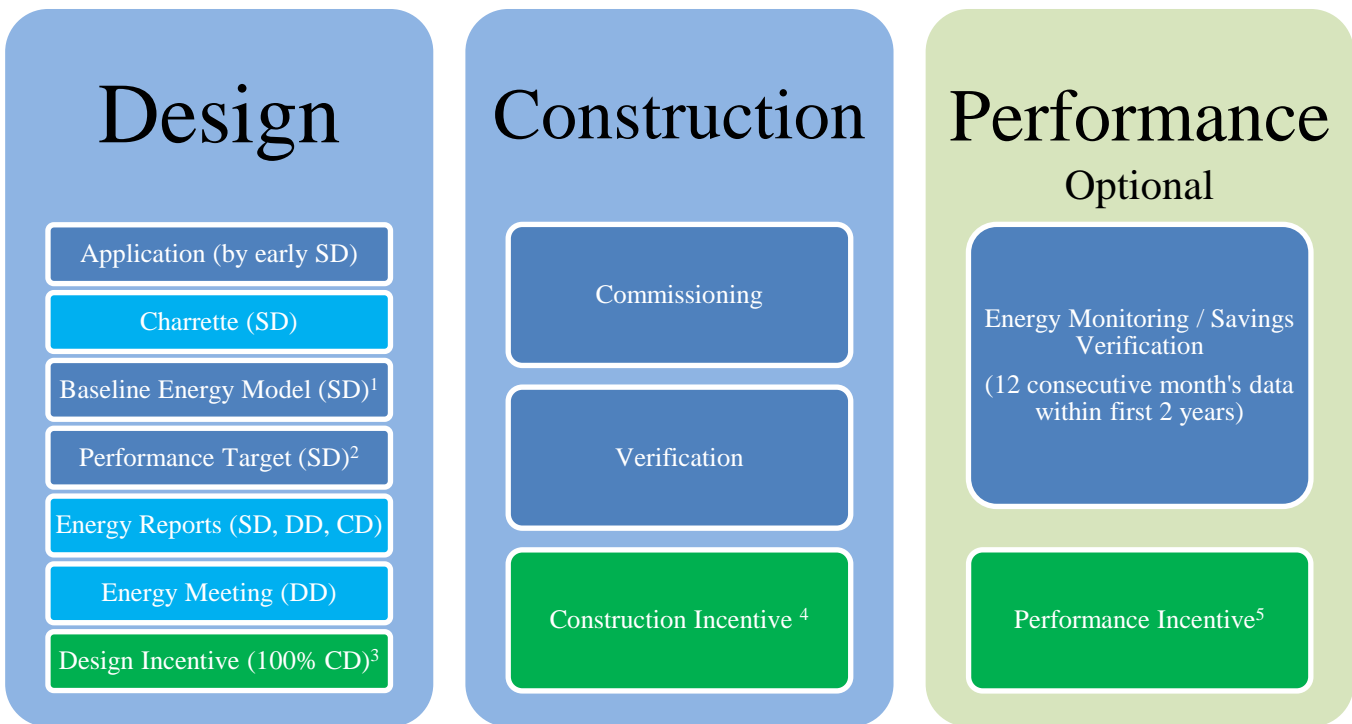 Design
Application (by early SD)
Charrette (SD)
Baseline Energy Model (SD)¹
Performance Target (SD)²
Energy Reports (SD, DD, CD)
Energy Meeting (DD)
Design Incentive (100% CD)³
Construction
Commissioning
Verification
Construction Incentive ⁴
Performance
Optional
Energy Monitoring / Savings
Verification
(12 consecutive month's data
within first 2 years)
Performance Incentive⁵